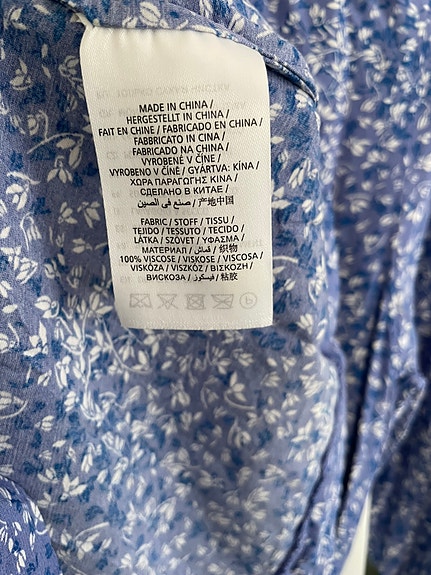 MADE IN CHINA /
HERGESTELLT IN CHINA /
FAIT EN CHINE / FABRICADO EN CHINA /
FABBRICATO IN CINA /
FABRICADO NA CHINA /
VYROBENÉ V ČÍNE /
VYROBENO V ČÍNĚ / GYÁRTVA: KÍNA /
ΧΩΡΑ ΠΑΡΑΓΩΓΗΣ ΚΙΝΑ /
СДЕЛАНО В КИТАЕ /
صنع في الصين / 产地中国
FABRIC / STOFF / TISSU /
TEJIDO / TESSUTO / TECIDO /
LÁTKA / SZÖVET / ΥΦΑΣΜΑ /
МАТЕРИАЛ / قماش / 织物
100% VISCOSE / VISKOSE / VISCOSA /
VISKÓZA / VISZKÓZ / ΒΙΣΚΟΖΗ /
ВИСКОЗА / فيسكوز / 粘胶